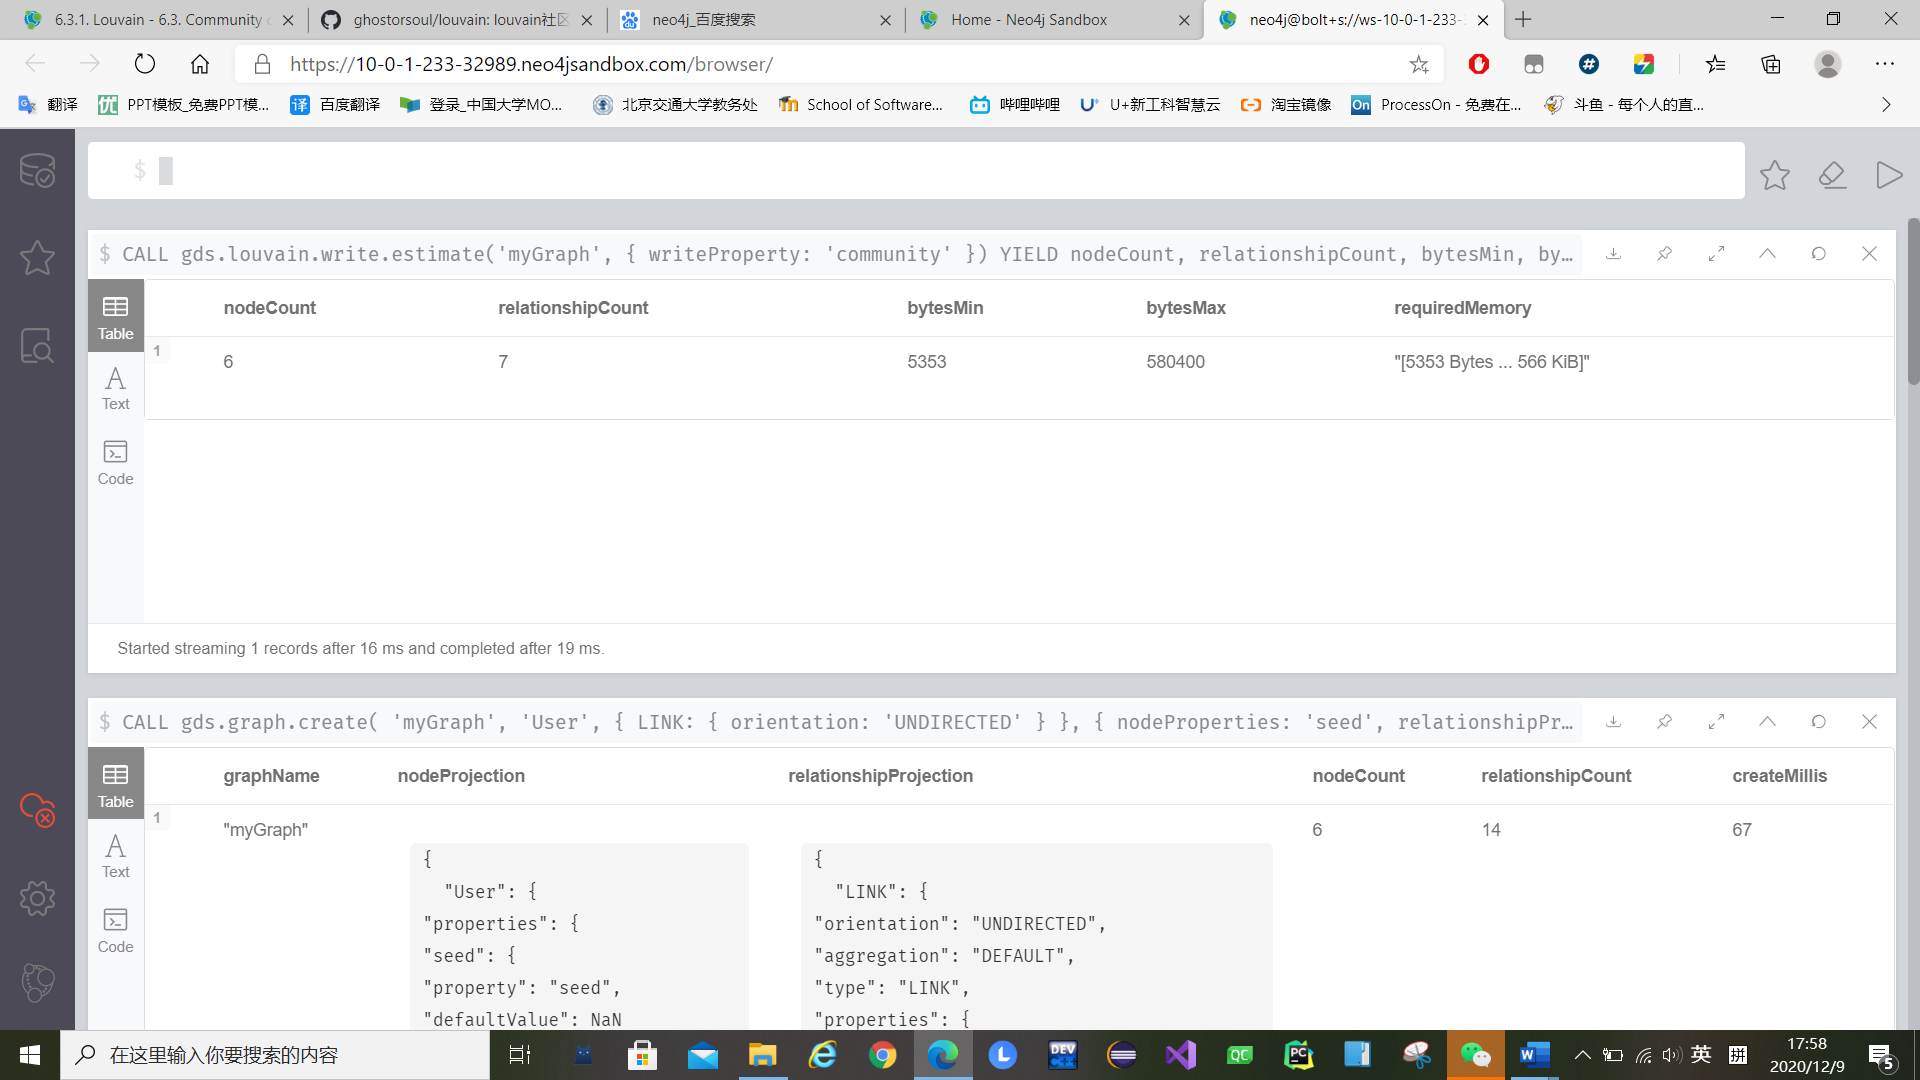 6.3.1. Louvain - 6.3. Community
ghostorsoul/louvain: louvain社区
neo4j_百度搜索
Home - Neo4j Sandbox
neo4j@bolt+s://ws-10-0-1-233-
https://10-0-1-233-32989.neo4jsandbox.com/browser/
翻译
优
PPT模板_免费PPT模...
译
百度翻译
登录_中国大学MO...
北京交通大学教务处
School of Software...
哔哩哔哩
U+新工科智慧云
淘宝镜像
On
ProcessOn - 免费在...
斗鱼 - 每个人的直...
$
$ CALL gds.louvain.write.estimate('myGraph', { writeProperty: 'community' }) YIELD nodeCount, relationshipCount, bytesMin, by...
Table
Text
Code
nodeCount relationshipCount bytesMin bytesMax requiredMemory
1 6 7 5353 580400 "[5353 Bytes ... 566 KiB]"
Started streaming 1 records after 16 ms and completed after 19 ms.
$ CALL gds.graph.create( 'myGraph', 'User', { LINK: { orientation: 'UNDIRECTED' } }, { nodeProperties: 'seed', relationshipPr...
Table
Text
Code
graphName nodeProjection relationshipProjection nodeCount relationshipCount createMillis
1 "myGraph" 6 14 67
{
"User": {
"properties": {
"seed": {
"property": "seed",
"defaultValue": NaN
{
"LINK": {
"orientation": "UNDIRECTED",
"aggregation": "DEFAULT",
"type": "LINK",
"properties": {
在这里输入你要搜索的内容
L
DEV
QC
PC
W
英
拼
17:58
2020/12/9
5